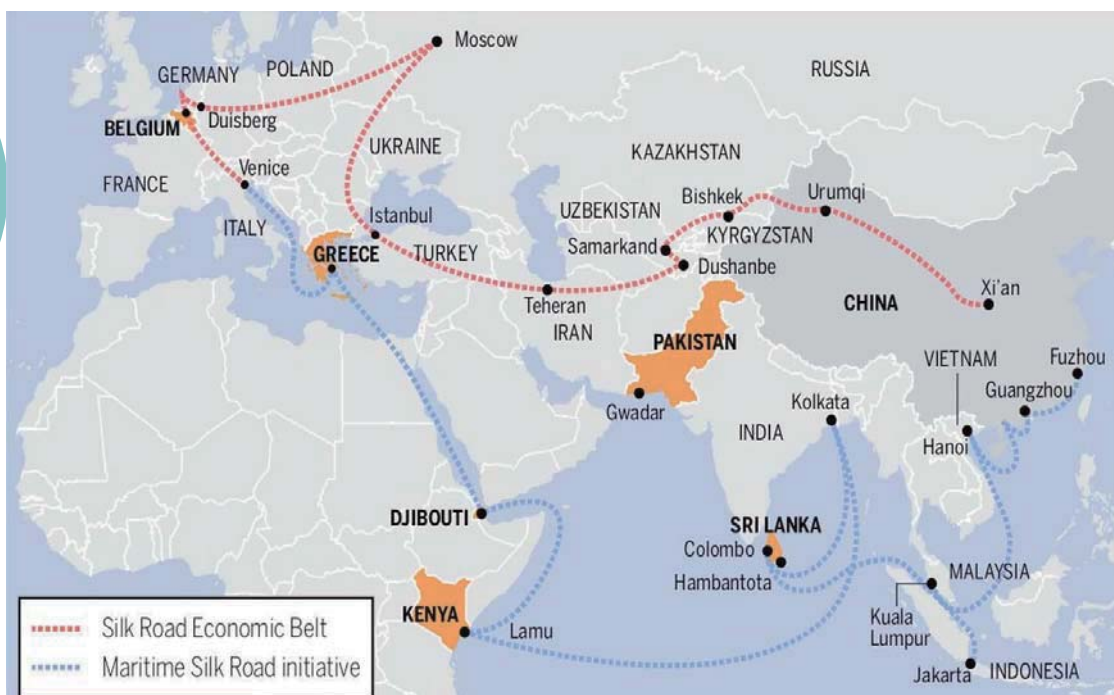 Moscow
RUSSIA
POLAND
GERMANY
Duisberg
BELGIUM
UKRAINE
KAZAKHSTAN
Venice
FRANCE
Bishkek
Urumqi
UZBEKISTAN
ITALY
Istanbul
KYRGYZSTAN
Samarkand
GREECE
TURKEY
Dushanbe
Xi'an
Teheran
CHINA
IRAN
PAKISTAN
VIETNAM
Fuzhou
Guangzhou
Gwadar
Kolkata
INDIA
Hanoi
DJIBOUTI
SRI LANKA
Colombo
Hambantota
MALAYSIA
KENYA
Lamu
Kuala
Lumpur
Jakarta
INDONESIA
Silk Road Economic Belt
Maritime Silk Road initiative